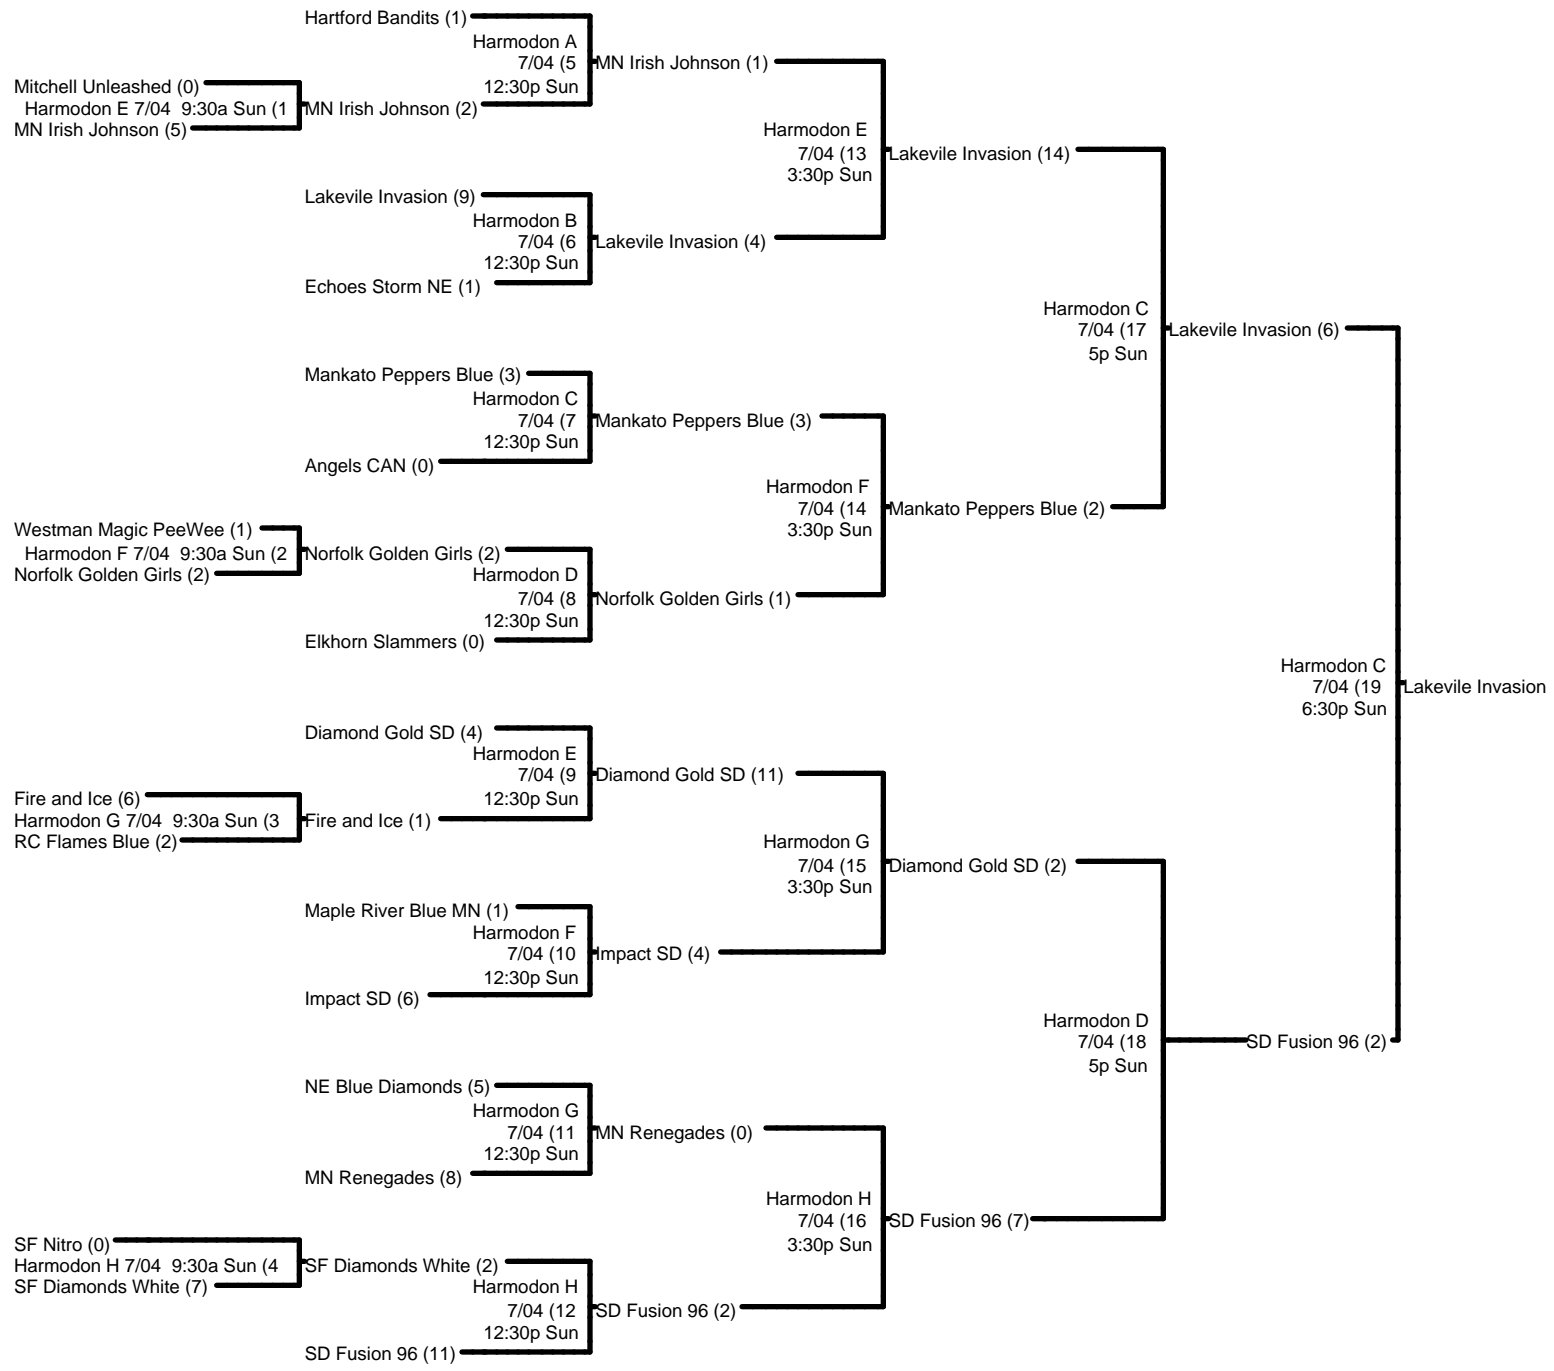 Hartford Bandits (1)
Harmodon A
7/04 (5
12:30p Sun
MN Irish Johnson (1)
Mitchell Unleashed (0)
Harmodon E 7/04 9:30a Sun (1
MN Irish Johnson (5)
MN Irish Johnson (2)
Harmodon E
7/04 (13
3:30p Sun
Lakevile Invasion (14)
Lakevile Invasion (9)
Harmodon B
7/04 (6
12:30p Sun
Lakevile Invasion (4)
Echoes Storm NE (1)
Harmodon C
7/04 (17
5p Sun
Lakevile Invasion (6)
Mankato Peppers Blue (3)
Harmodon C
7/04 (7
12:30p Sun
Mankato Peppers Blue (3)
Angels CAN (0)
Harmodon F
7/04 (14
3:30p Sun
Mankato Peppers Blue (2)
Westman Magic PeeWee (1)
Harmodon F 7/04 9:30a Sun (2
Norfolk Golden Girls (2)
Norfolk Golden Girls (2)
Harmodon D
7/04 (8
12:30p Sun
Norfolk Golden Girls (1)
Elkhorn Slammers (0)
Harmodon C
7/04 (19
6:30p Sun
Lakevile Invasion
Diamond Gold SD (4)
Harmodon E
7/04 (9
12:30p Sun
Diamond Gold SD (11)
Fire and Ice (6)
Harmodon G 7/04 9:30a Sun (3
RC Flames Blue (2)
Fire and Ice (1)
Harmodon G
7/04 (15
3:30p Sun
Diamond Gold SD (2)
Maple River Blue MN (1)
Harmodon F
7/04 (10
12:30p Sun
Impact SD (4)
Impact SD (6)
Harmodon D
7/04 (18
5p Sun
SD Fusion 96 (2)
NE Blue Diamonds (5)
Harmodon G
7/04 (11
12:30p Sun
MN Renegades (0)
MN Renegades (8)
Harmodon H
7/04 (16
3:30p Sun
SD Fusion 96 (7)
SF Nitro (0)
Harmodon H 7/04 9:30a Sun (4
SF Diamonds White (7)
SF Diamonds White (2)
Harmodon H
7/04 (12
12:30p Sun
SD Fusion 96 (2)
SD Fusion 96 (11)